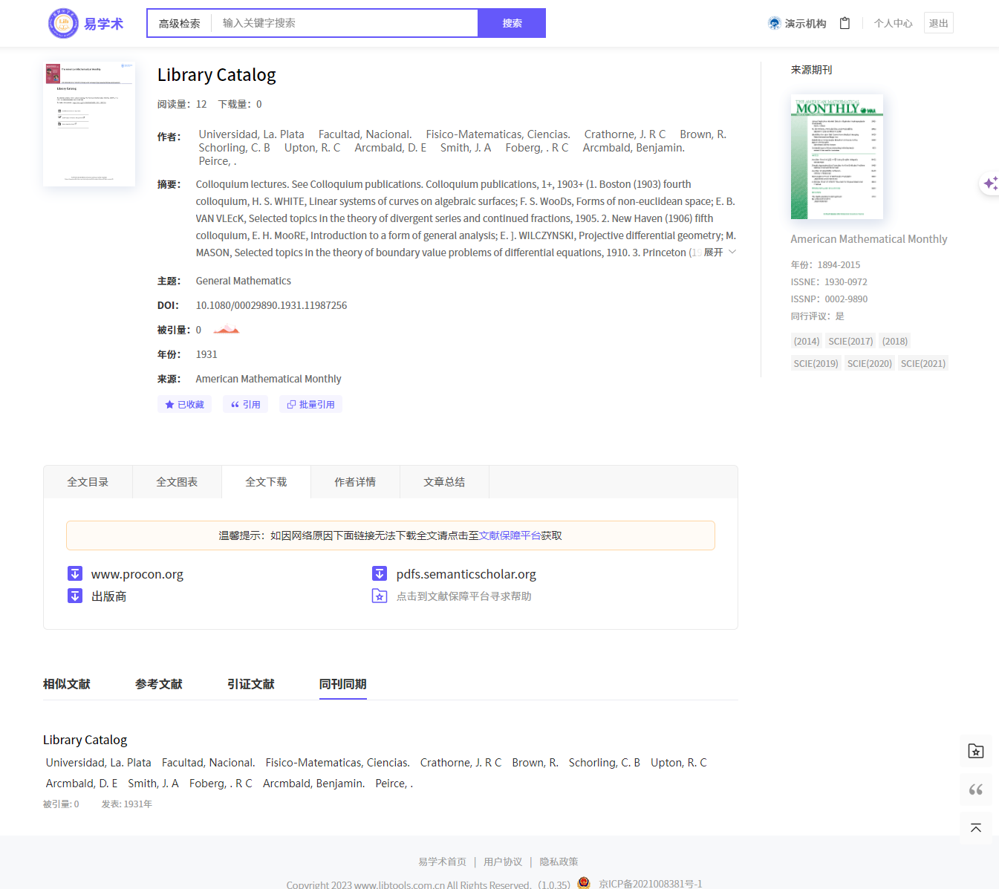 易学术
高级检索 输入关键字搜索 搜索
演示机构 个人中心 退出
Library Catalog
阅读量：12 下载量：0
作者： Universidad, La. Plata Facultad, Nacional. Fisico-Matematicas, Ciencias. Crathorne, J. R C Brown, R.
Schorling, C. B Upton, R. C Arcmbald, D. E Smith, J. A Foberg, . R C Arcmbald, Benjamin.
Peirce, .
摘要： Colloquium lectures. See Colloquium publications. Colloquium publications, 1+, 1903+ (1. Boston (1903) fourth
colloquium, H. S. WHITE, Linear systems of curves on algebraic surfaces; F. S. WooDs, Forms of non-euclidean space; E. B.
VAN VLEcK, Selected topics in the theory of divergent series and continued fractions, 1905. 2. New Haven (1906) fifth
colloquium, E. H. MooRE, Introduction to a form of general analysis; E. ]. WILCZYNSKI, Projective differential geometry; M.
MASON, Selected topics in the theory of boundary value problems of differential equations, 1910. 3. Princeton (19 展开
主题： General Mathematics
DOI： 10.1080/00029890.1931.11987256
被引量： 0
年份： 1931
来源： American Mathematical Monthly
已收藏 引用 批量引用
来源期刊
THE AMERICAN MATHEMATICAL
MONTHLY
American Mathematical Monthly
年份：1894-2015
ISSNE：1930-0972
ISSNP：0002-9890
同行评议：是
(2014) SCIE(2017) (2018)
SCIE(2019) SCIE(2020) SCIE(2021)
全文目录 全文图表 全文下载 作者详情 文章总结
温馨提示：如因网络原因下面链接无法下载全文请点击至文献保障平台获取
www.procon.org pdfs.semanticscholar.org
出版商 点击到文献保障平台寻求帮助
相似文献 参考文献 引证文献 同刊同期
Library Catalog
Universidad, La. Plata Facultad, Nacional. Fisico-Matematicas, Ciencias. Crathorne, J. R C Brown, R. Schorling, C. B Upton, R. C
Arcmbald, D. E Smith, J. A Foberg, . R C Arcmbald, Benjamin. Peirce, .
被引量: 0 发表: 1931年
易学术首页 | 用户协议 | 隐私政策
Copyright 2023 www.libtools.com.cn All Rights Reserved.（1.0.35） 京ICP备2021008381号-1